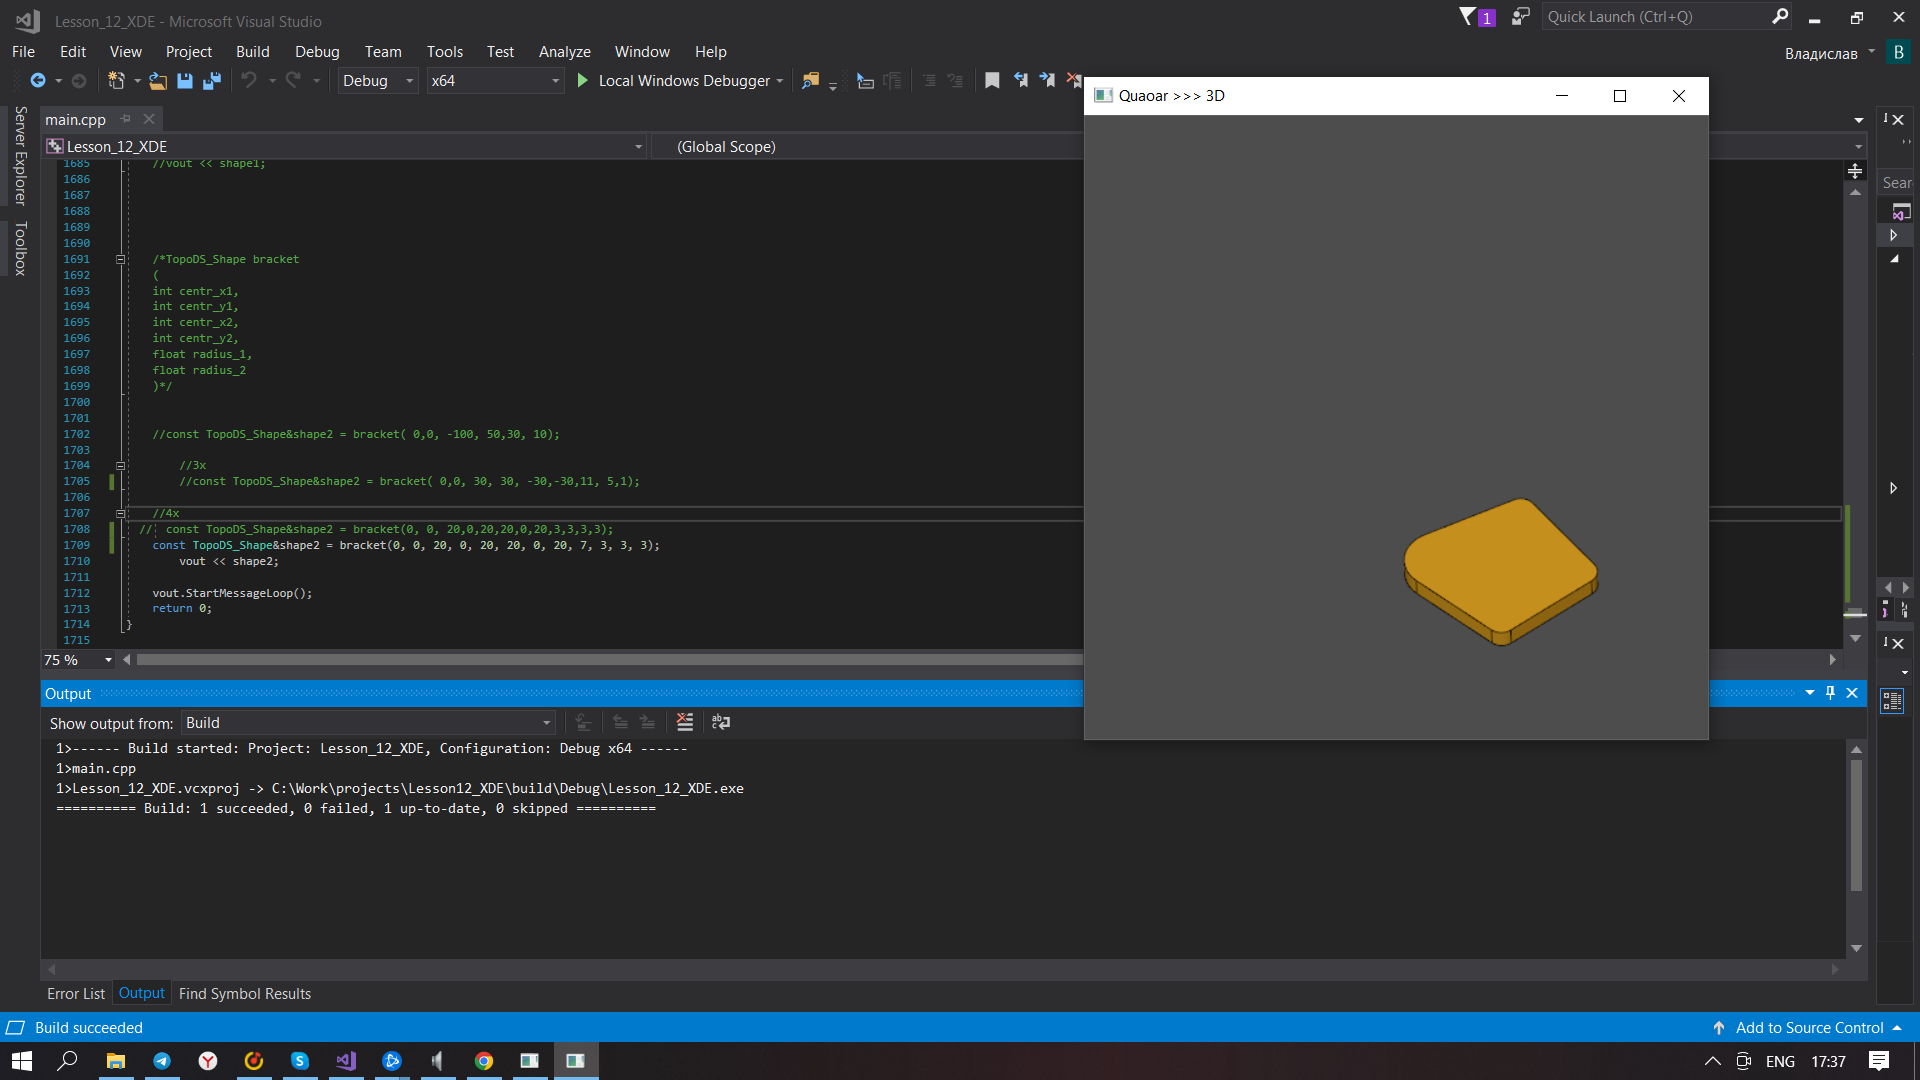 Lesson_12_XDE - Microsoft Visual Studio
1
Quick Launch (Ctrl+Q)
File Edit View Project Build Debug Team Tools Test Analyze Window Help
Владислав
B
Debug
x64
Local Windows Debugger
Server Explorer
Toolbox
main.cpp
Lesson_12_XDE
(Global Scope)
Quaoar >>> 3D
Sear
1685 //vout << shape1;
1686
1687
1688
1689
1690
1691 /*TopoDS_Shape bracket
1692 (
1693 int centr_x1,
1694 int centr_y1,
1695 int centr_x2,
1696 int centr_y2,
1697 float radius_1,
1698 float radius_2
1699 )*/
1700
1701
1702 //const TopoDS_Shape&shape2 = bracket( 0,0, -100, 50,30, 10);
1703
1704 //3x
1705 //const TopoDS_Shape&shape2 = bracket( 0,0, 30, 30, -30,-30,11, 5,1);
1706
1707 //4x
1708 // const TopoDS_Shape&shape2 = bracket(0, 0, 20,0,20,20,0,20,3,3,3,3);
1709 const TopoDS_Shape&shape2 = bracket(0, 0, 20, 0, 20, 20, 0, 20, 7, 3, 3, 3);
1710 vout << shape2;
1711
1712 vout.StartMessageLoop();
1713 return 0;
1714 }
1715
75 %
Output
Show output from: Build
1>------ Build started: Project: Lesson_12_XDE, Configuration: Debug x64 ------
1>main.cpp
1>Lesson_12_XDE.vcxproj -> C:\Work\projects\Lesson12_XDE\build\Debug\Lesson_12_XDE.exe
========== Build: 1 succeeded, 0 failed, 1 up-to-date, 0 skipped ==========
Error List Output Find Symbol Results
Build succeeded
Add to Source Control
ENG 17:37